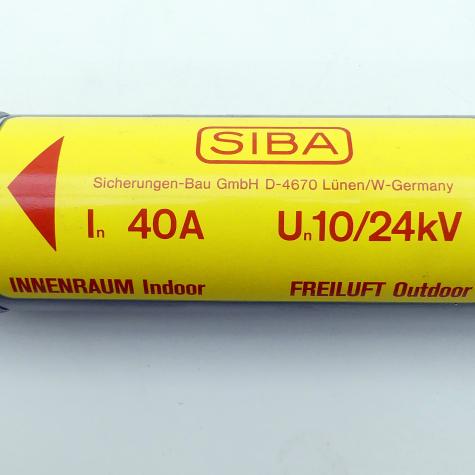 SIBA
Sicherungen-Bau GmbH D-4670 Lünen/W-Germany
In 40A Un10/24kV
INNENRAUM Indoor FREILUFT Outdoor